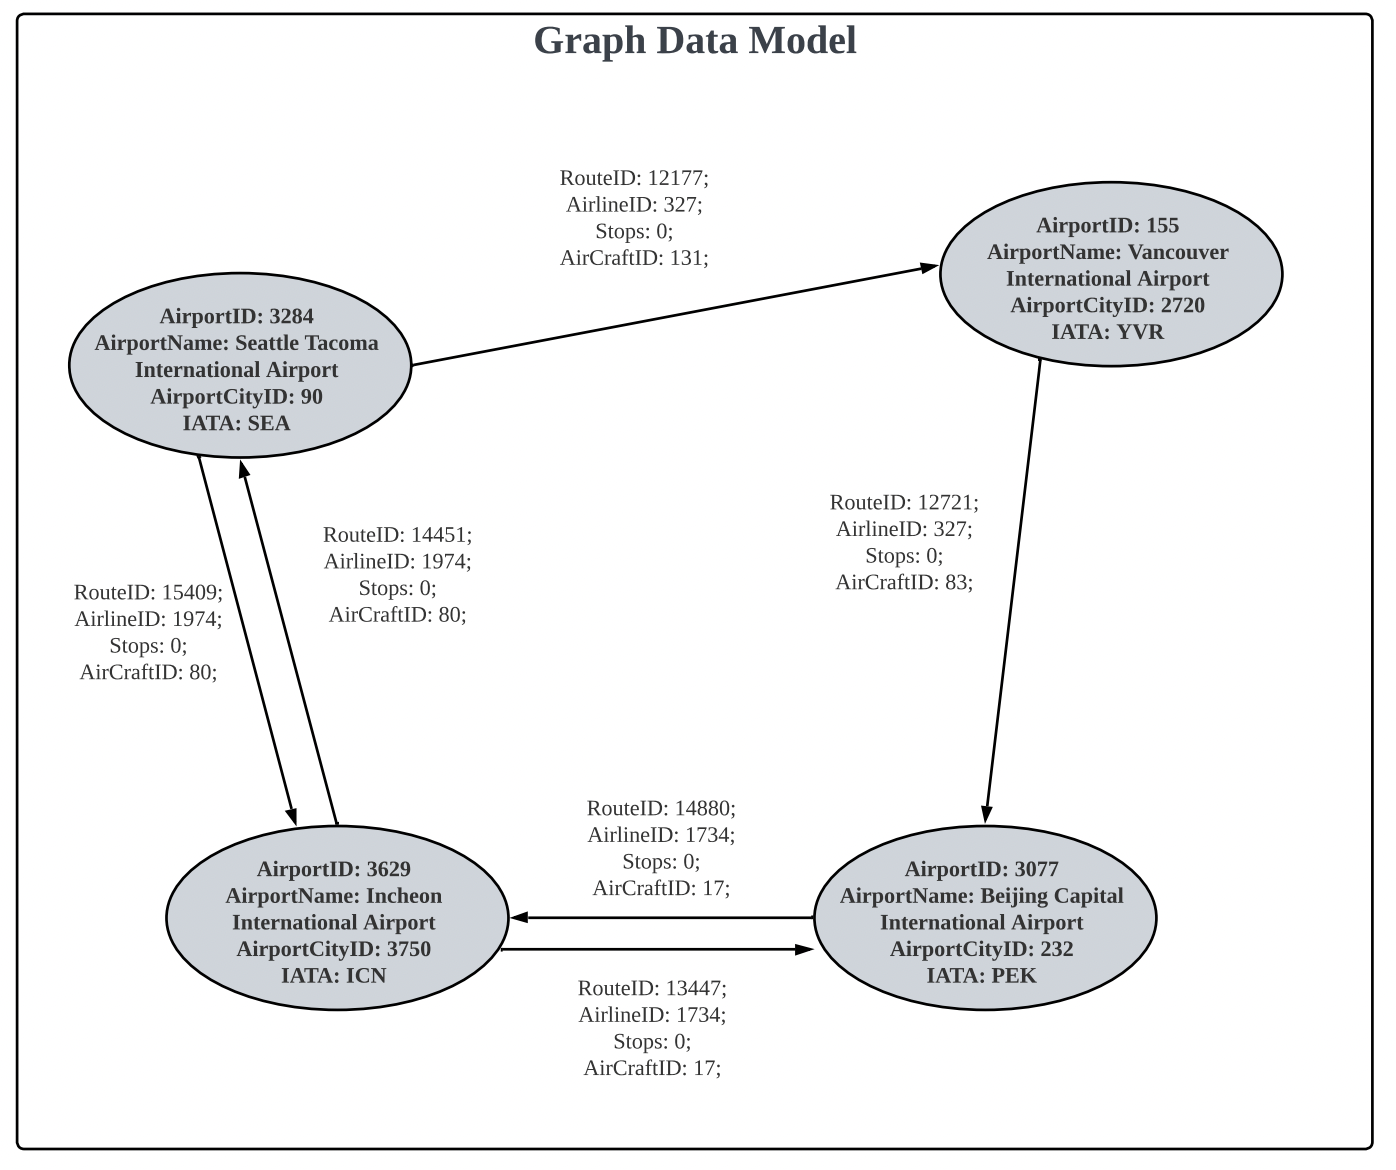 Graph Data Model
RouteID: 12177;
AirlineID: 327;
Stops: 0;
AirCraftID: 131;
AirportID: 155
AirportName: Vancouver
International Airport
AirportCityID: 2720
IATA: YVR
AirportID: 3284
AirportName: Seattle Tacoma
International Airport
AirportCityID: 90
IATA: SEA
RouteID: 12721;
AirlineID: 327;
Stops: 0;
AirCraftID: 83;
RouteID: 14451;
AirlineID: 1974;
Stops: 0;
AirCraftID: 80;
RouteID: 15409;
AirlineID: 1974;
Stops: 0;
AirCraftID: 80;
RouteID: 14880;
AirlineID: 1734;
Stops: 0;
AirCraftID: 17;
AirportID: 3629
AirportName: Incheon
International Airport
AirportCityID: 3750
IATA: ICN
AirportID: 3077
AirportName: Beijing Capital
International Airport
AirportCityID: 232
IATA: PEK
RouteID: 13447;
AirlineID: 1734;
Stops: 0;
AirCraftID: 17;